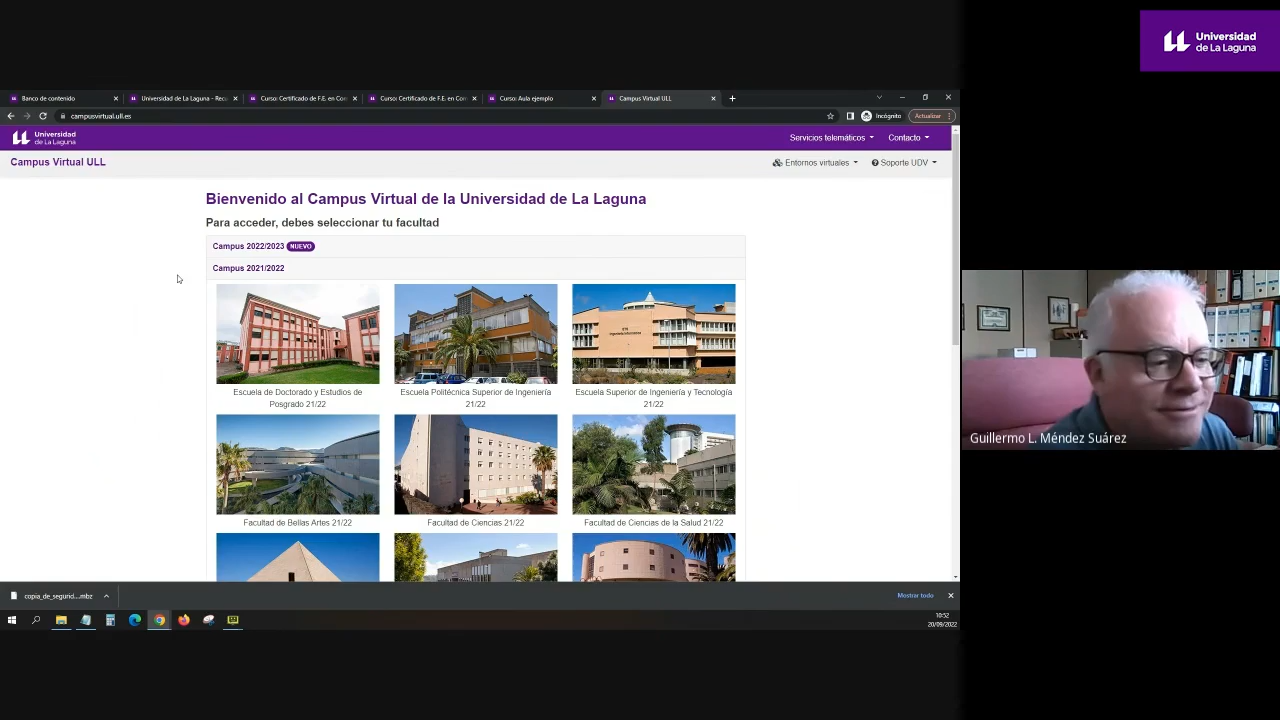 Universidad
de La Laguna
Banco de contenido
Universidad de La Laguna - Rec
Curso: Certificado de F.E. en Con
Curso: Certificado de F.E. en Con
Curso: Aula ejemplo
Campus Virtual ULL
campusvirtual.ull.es
Incógnito
Actualizar
Universidad
de La Laguna
Servicios telemáticos
Contacto
Campus Virtual ULL
Entornos virtuales
Soporte UDV
Bienvenido al Campus Virtual de la Universidad de La Laguna
Para acceder, debes seleccionar tu facultad
Campus 2022/2023 NUEVO
Campus 2021/2022
Escuela de Doctorado y Estudios de
Posgrado 21/22
Escuela Politécnica Superior de Ingeniería
21/22
Escuela Superior de Ingeniería y Tecnología
21/22
Facultad de Bellas Artes 21/22
Facultad de Ciencias 21/22
Facultad de Ciencias de la Salud 21/22
Guillermo L. Méndez Suárez
copia_de_segurid....mbz
Mostrar todo
10:52
20/09/2022